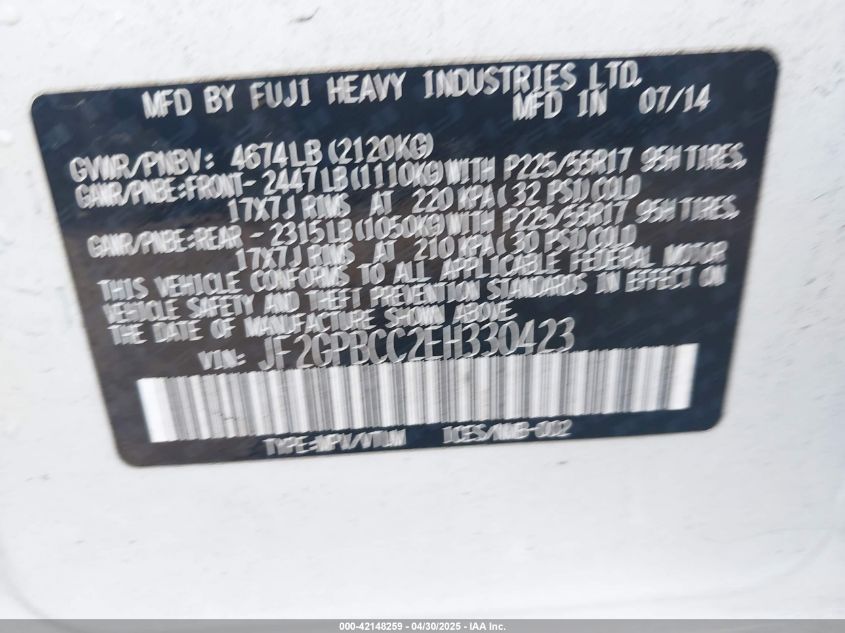 MFD BY FUJI HEAVY INDUSTRIES LTD.
MFD IN 07/14
GVWR/PNBV: 4674LB(2120KG)
GAWR/PNBE:FRONT-2447LB(1110KG)WITH P225/55R17 95H TIRES,
17X7J RIMS AT 220 KPA(32 PSI)COLD
GAWR/PNBE:REAR -2315LB(1050KG)WITH P225/55R17 95H TIRES,
17X7J RIMS AT 210 KPA(30 PSI)COLD
THIS VEHICLE CONFORMS TO ALL APPLICABLE FEDERAL MOTOR
VEHICLE SAFETY AND THEFT PREVENTION STANDARDS IN EFFECT ON
THE DATE OF MANUFACTURE SHOWN ABOVE.
VIN: JF2GPBCC2EH330423
TYPE:MPV/VTUM ICES/NMB-002
000-42148259 - 04/30/2025 - IAA Inc.